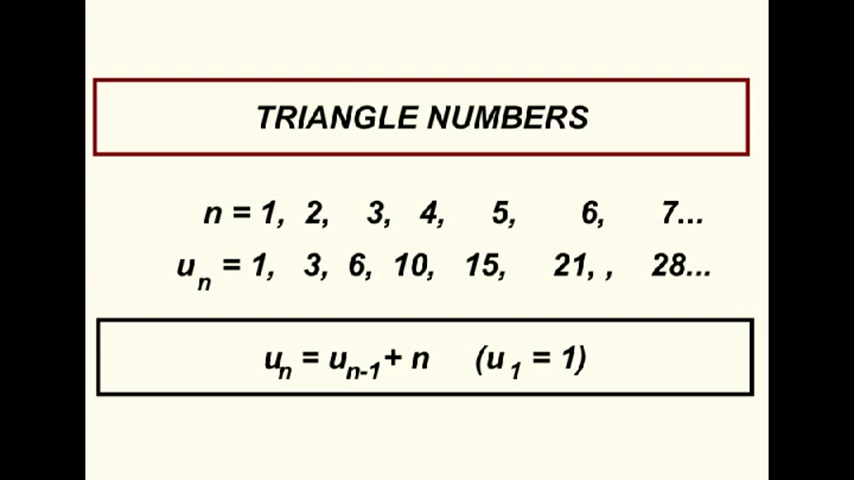 TRIANGLE NUMBERS
n = 1, 2, 3, 4, 5, 6, 7...
uₙ = 1, 3, 6, 10, 15, 21, , 28...
uₙ = uₙ₋₁ + n (u₁ = 1)